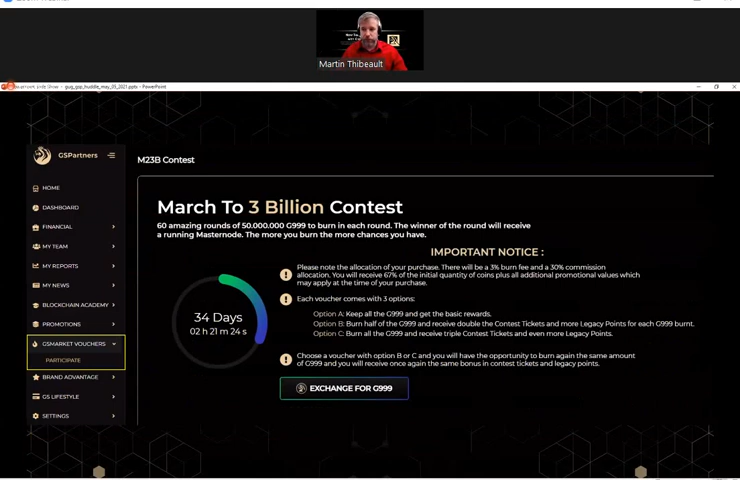 Martin Thibeault
gug_gsp_huddle_may_03_2021.pptx - PowerPoint
GSPartners
M23B Contest
HOME
DASHBOARD
FINANCIAL
MY TEAM
MY REPORTS
MY NEWS
BLOCKCHAIN ACADEMY
PROMOTIONS
GSMARKET VOUCHERS
PARTICIPATE
BRAND ADVANTAGE
GS LIFESTYLE
SETTINGS
March To 3 Billion Contest
60 amazing rounds of 50.000.000 G999 to burn in each round. The winner of the round will receive
a running Masternode. The more you burn the more chances you have.
34 Days
02 h 21 m 24 s
IMPORTANT NOTICE :
Please note the allocation of your purchase. There will be a 3% burn fee and a 30% commission
allocation. You will receive 67% of the initial quantity of coins plus all additional promotional values which
may apply at the time of your purchase.
Each voucher comes with 3 options:
Option A: Keep all the G999 and get the basic rewards.
Option B: Burn half of the G999 and receive double the Contest Tickets and more Legacy Points for each G999 burnt.
Option C: Burn all the G999 and receive triple Contest Tickets and even more Legacy Points.
Choose a voucher with option B or C and you will have the opportunity to burn again the same amount
of G999 and you will receive once again the same bonus in contest tickets and legacy points.
EXCHANGE FOR G999